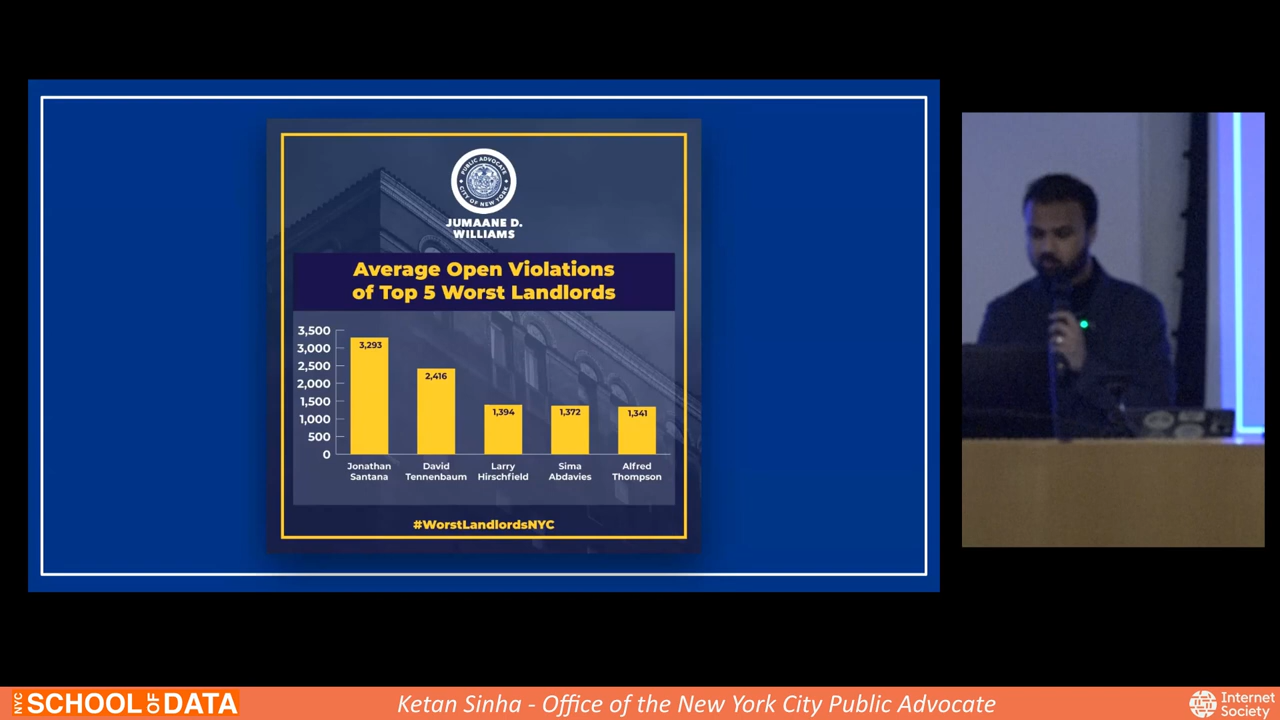 PUBLIC ADVOCATE
CITY OF NEW YORK
JUMAANE D.
WILLIAMS
Average Open Violations
of Top 5 Worst Landlords
3,500
3,000
2,500
2,000
1,500
1,000
500
0
3,293
2,416
1,394
1,372
1,341
Jonathan
Santana
David
Tennenbaum
Larry
Hirschfield
Sima
Abdavies
Alfred
Thompson
#WorstLandlordsNYC
NYC SCHOOL OF DATA
Ketan Sinha - Office of the New York City Public Advocate
Internet
Society